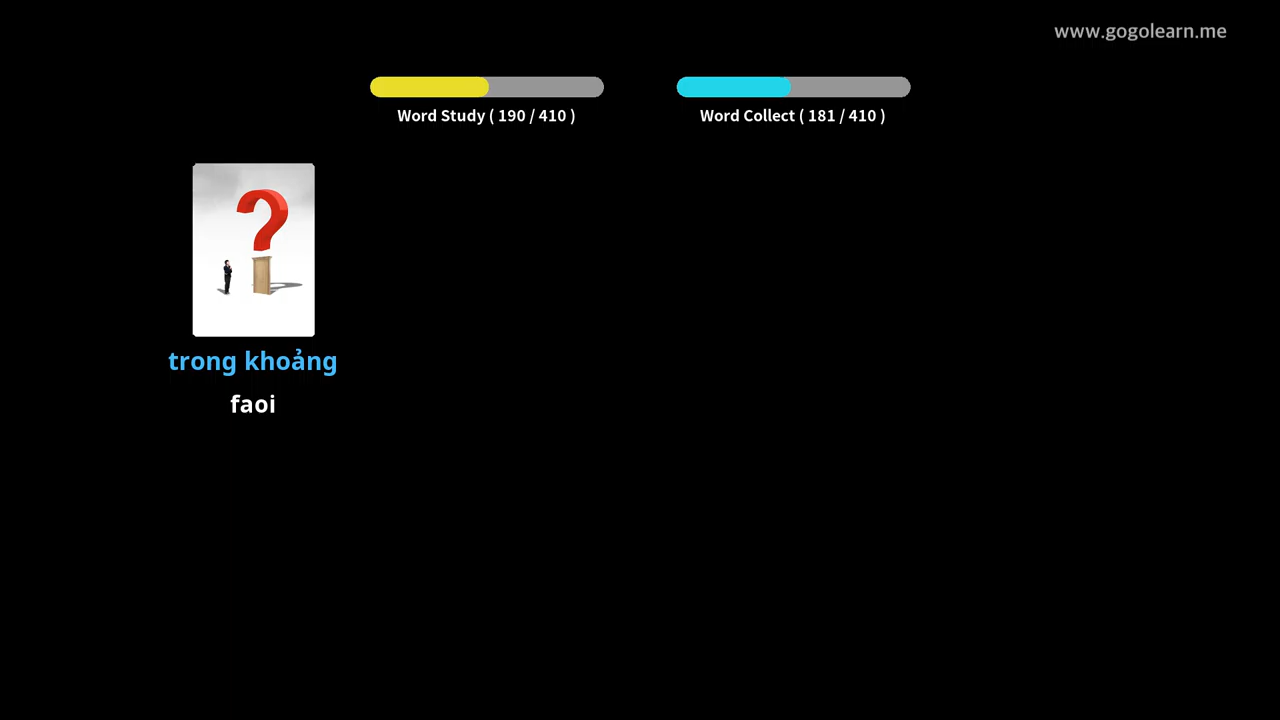 www.gogolearn.me
Word Study ( 190 / 410 )
Word Collect ( 181 / 410 )
?
trong khoảng
faoi